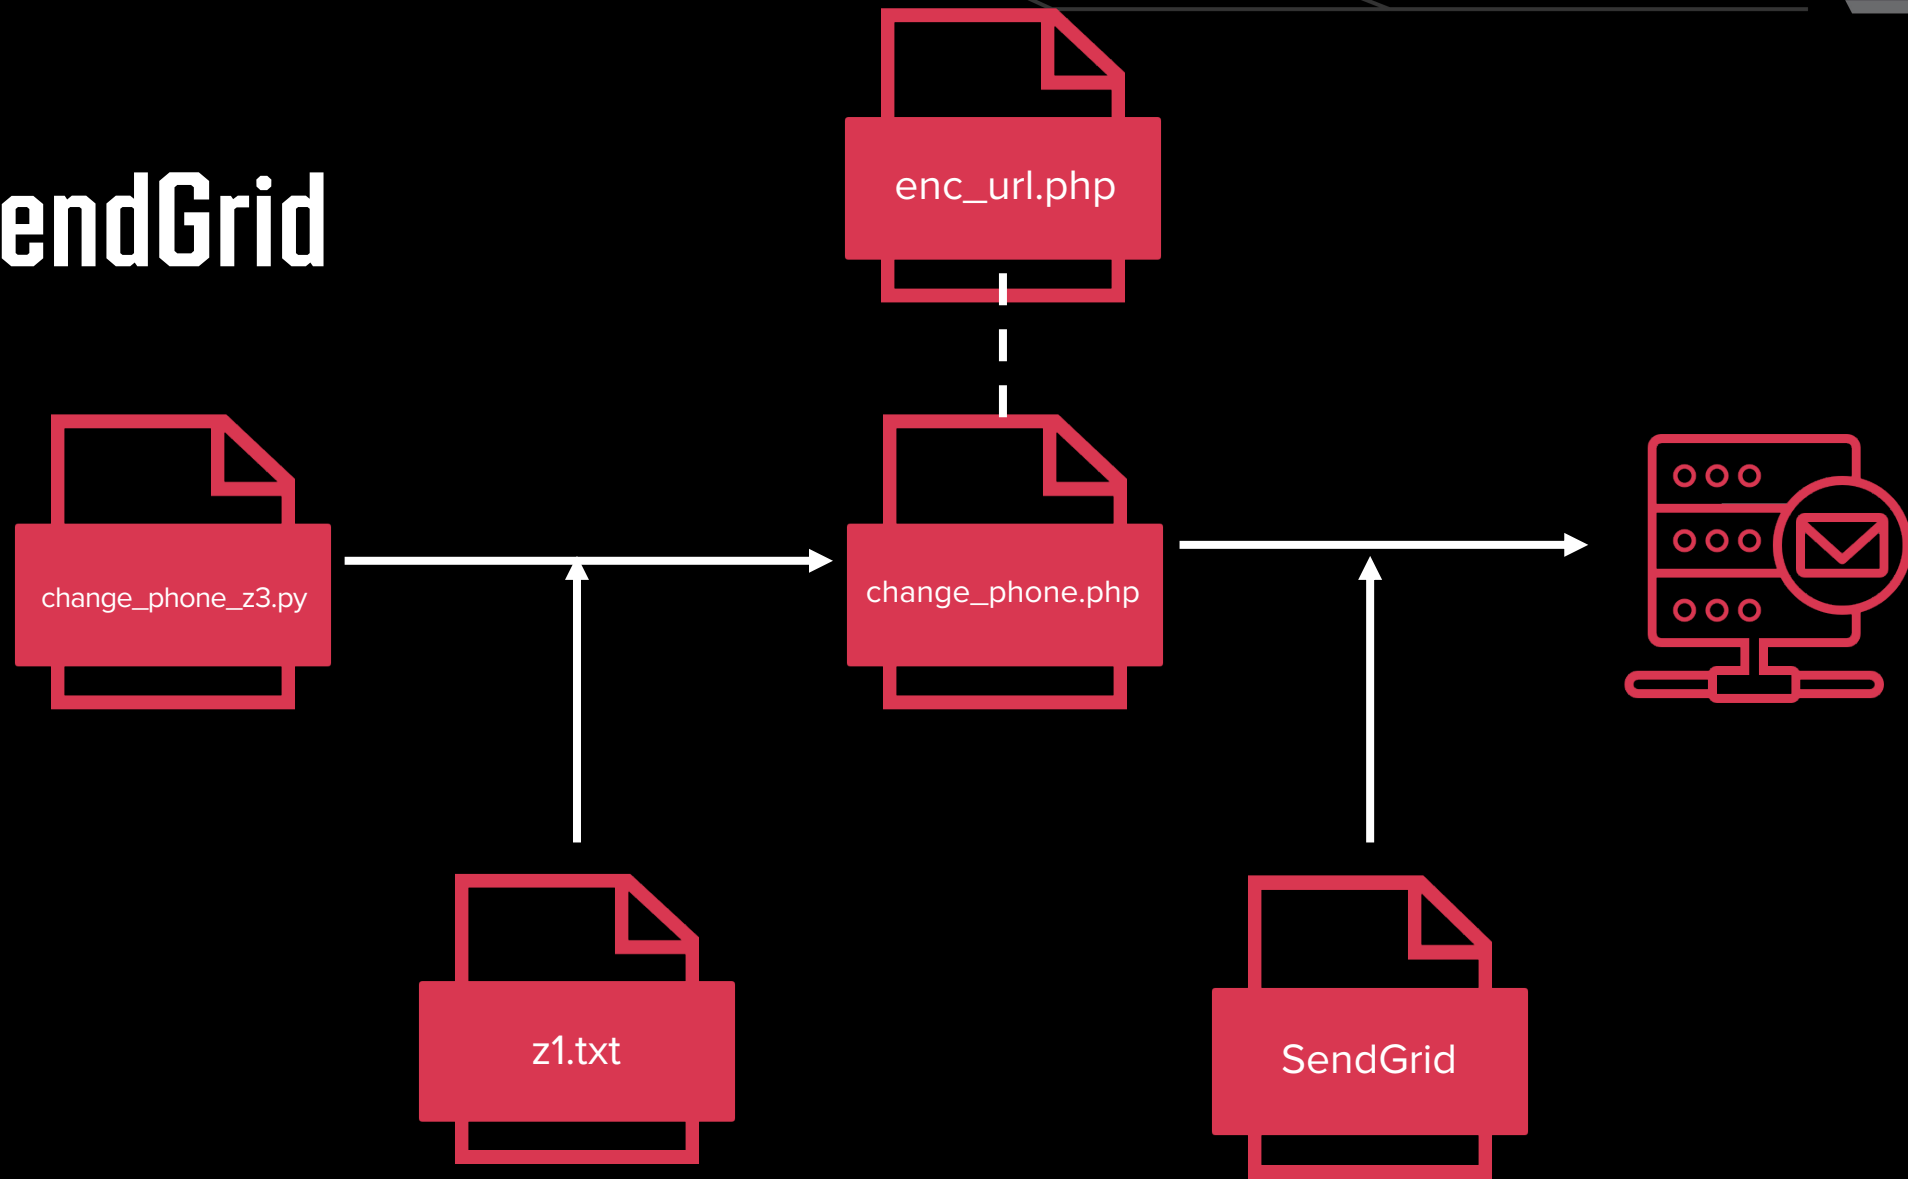 enc_url.php
endGrid
change_phone_z3.py
change_phone.php
z1.txt
SendGrid